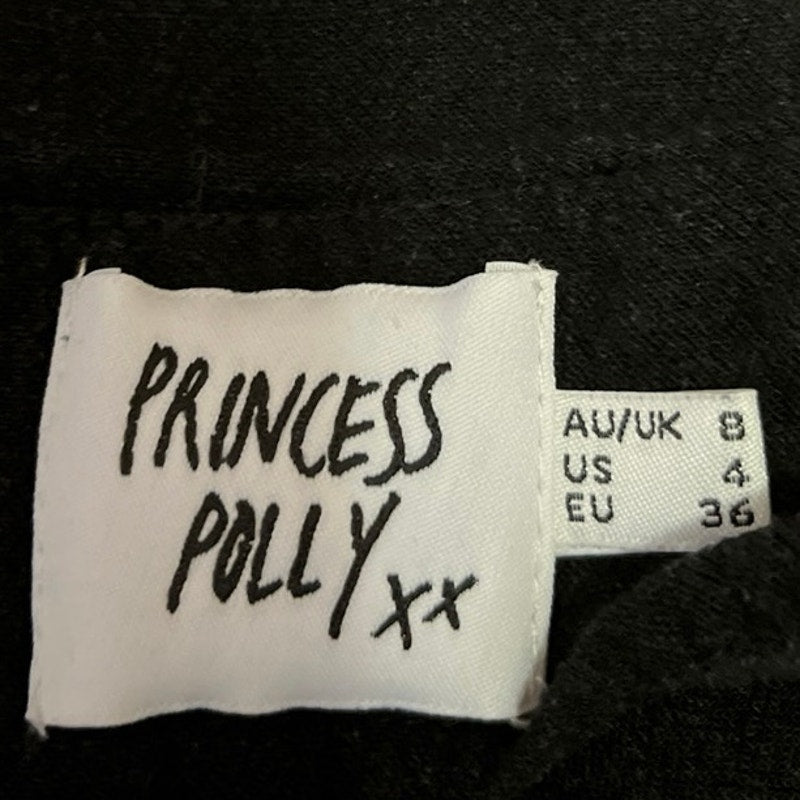 PRINCESS
POLLY xx
AU/UK 8
US 4
EU 36